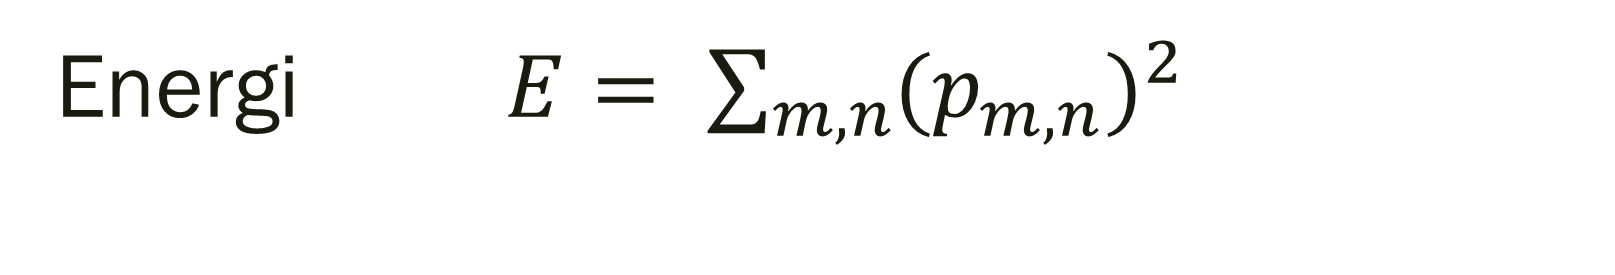 Energi E = ∑m,n(pm,n)²